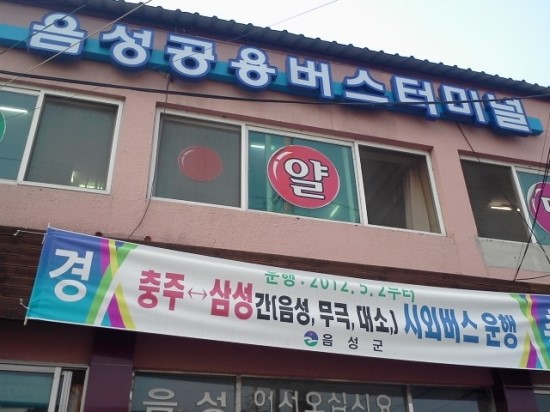 음성공용버스터미널
얄
운행 : 2012. 5. 2부터
경 충주↔삼성간(음성, 무극, 대소,) 시외버스 운행
음성군
음성 어서오십시요